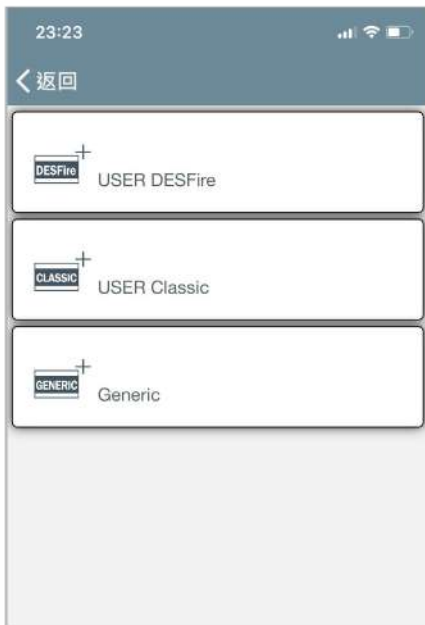 23:23
返回
DESFire
USER DESFire
CLASSIC
USER Classic
GENERIC
Generic